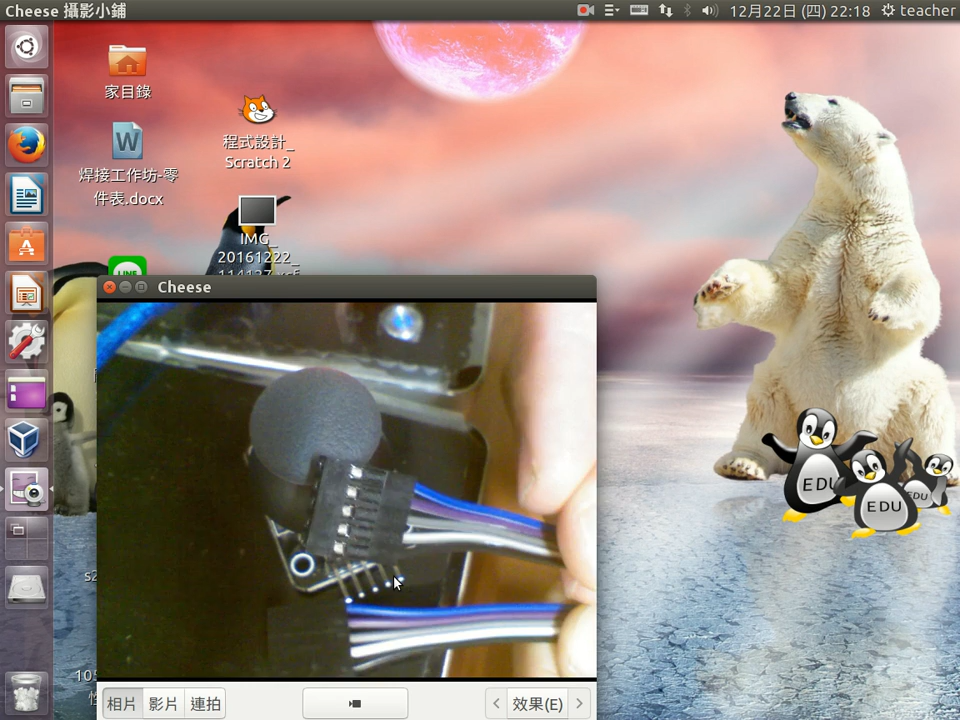 Cheese 攝影小鋪
12月22日 (四) 22:18
teacher
家目錄
程式設計_
Scratch 2
焊接工作坊-零
件表.docx
IMG_
20161222_
LINE
Cheese
EDU
EDU
EDU
相片
影片
連拍
效果(E)